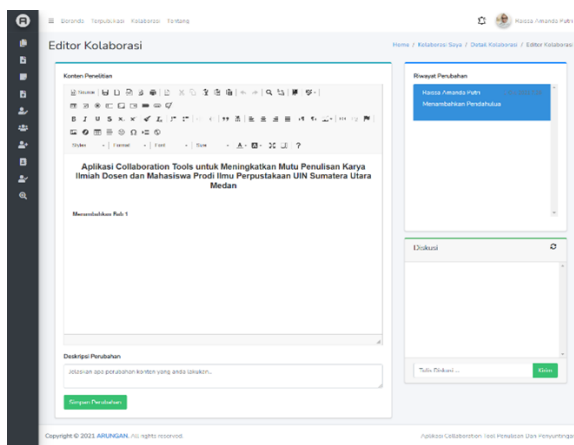 Beranda Terpublikasi Kolaborasi Tentang
Raissa Amanda Putri
Editor Kolaborasi
Home / Kolaborasi Saya / Detail Kolaborasi / Editor Kolaborasi
Konten Penelitian
Source
Styles Format Font Size
Aplikasi Collaboration Tools untuk Meningkatkan Mutu Penulisan Karya
Ilmiah Dosen dan Mahasiswa Prodi Ilmu Perpustakaan UIN Sumatera Utara
Medan
Menambahkan Bab 1
Deskripsi Perubahan
Jelaskan apa perubahan konten yang anda lakukan..
Simpan Perubahan
Riwayat Perubahan
Raissa Amanda Putri
Menambahkan Pendahulua
Diskusi
Tulis Diskusi ...
Kirim
Copyright © 2021 ARUNGAN. All rights reserved.
Aplikasi Collaboration Tools Penulisan Dan Penyuntinga